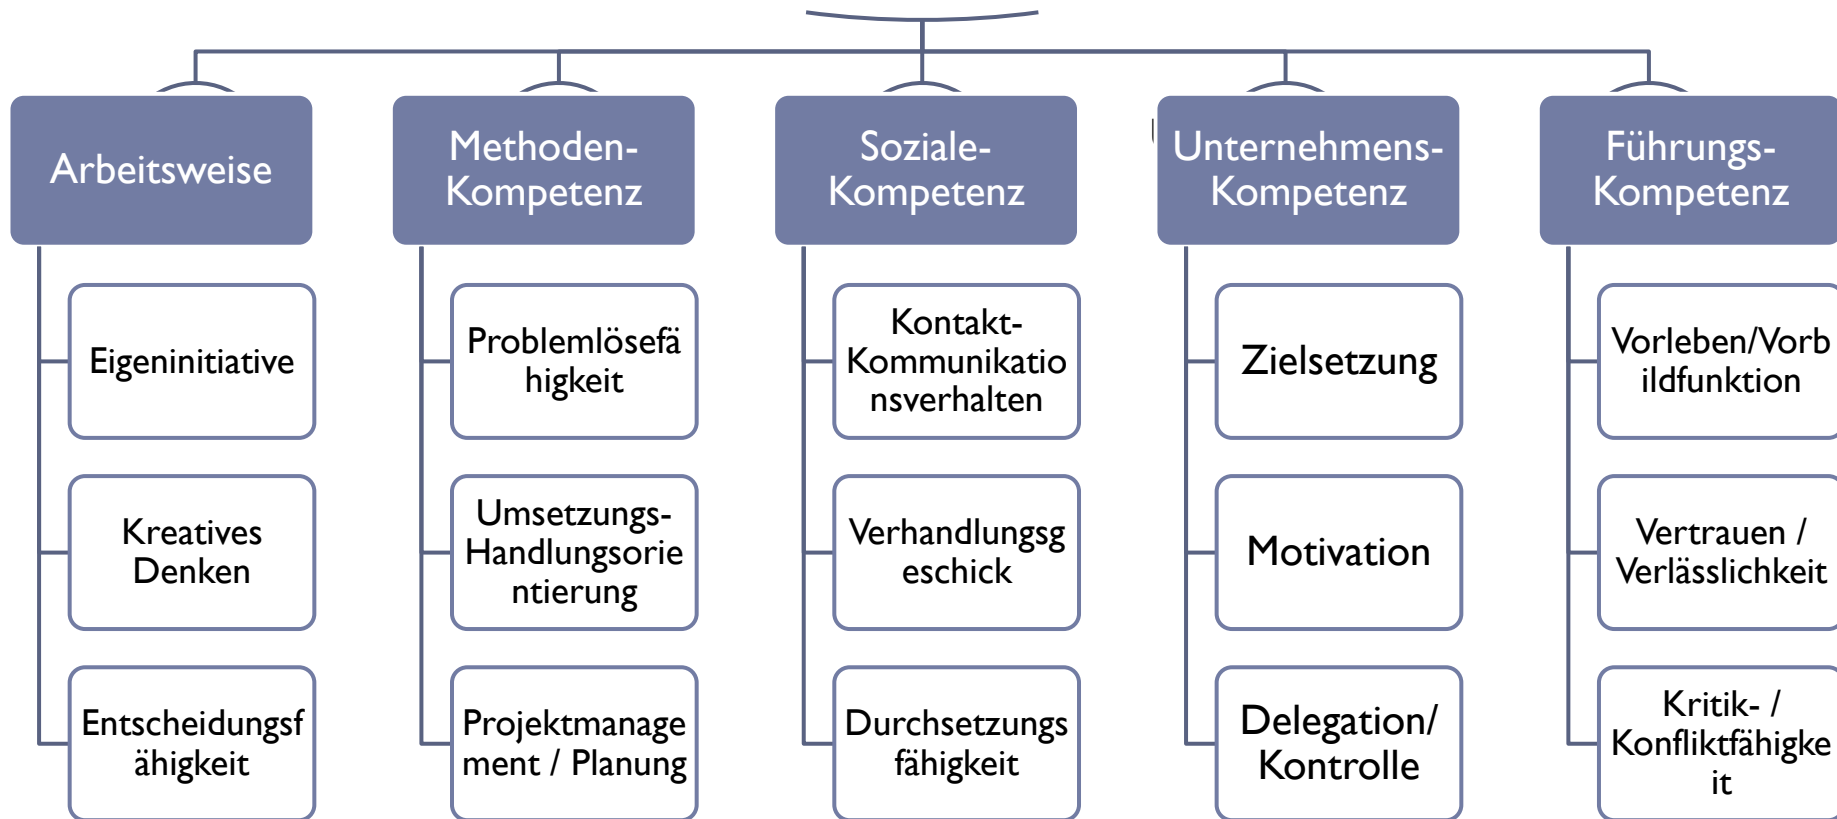 Arbeitsweise
Methoden-
Kompetenz
Soziale-
Kompetenz
Unternehmens-
Kompetenz
Führungs-
Kompetenz
Eigeninitiative
Kreatives
Denken
Entscheidungsf
ähigkeit
Problemlösefä
higkeit
Umsetzungs-
Handlungsorie
ntierung
Projektmanage
ment / Planung
Kontakt-
Kommunikatio
nsverhalten
Verhandlungsg
eschick
Durchsetzungs
fähigkeit
Zielsetzung
Motivation
Delegation/
Kontrolle
Vorleben/Vorb
ildfunktion
Vertrauen /
Verlässlichkeit
Kritik- /
Konfliktfähigke
it